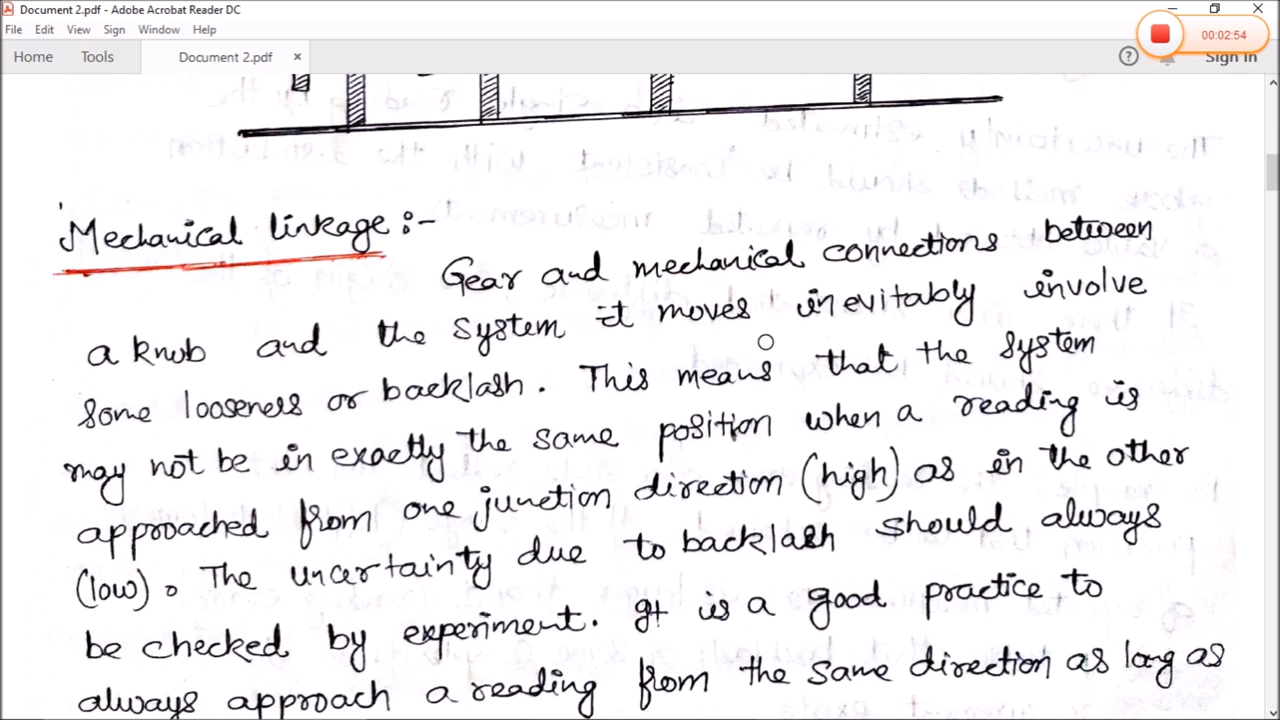 Document 2.pdf - Adobe Acrobat Reader DC
File Edit View Sign Window Help
00:02:54
Home Tools Document 2.pdf Sign In
Mechanical linkage :-
Gear and mechanical connections between
a knob and the system it moves inevitably involve
some looseness or backlash. This means that the system
may not be in exactly the same position when a reading is
approached from one junction direction (high) as in the other
(low). The uncertainty due to backlash should always
be checked by experiment. It is a good practice to
always approach a reading from the same direction as long as